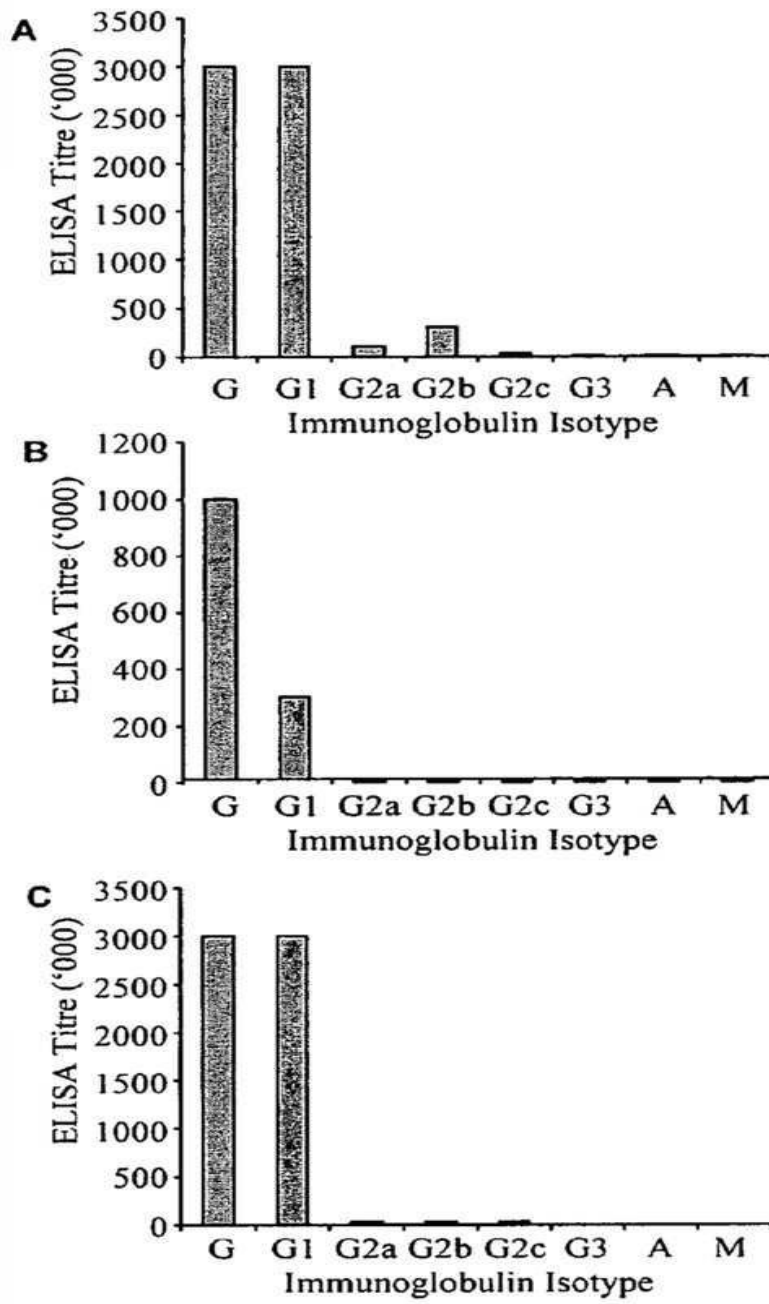 A
ELISA Titre ('000)
3500
3000
2500
2000
1500
1000
500
0
G G1 G2a G2b G2c G3 A M
Immunoglobulin Isotype
B
ELISA Titre ('000)
1200
1000
800
600
400
200
0
G G1 G2a G2b G2c G3 A M
Immunoglobulin Isotype
C
ELISA Titre ('000)
3500
3000
2500
2000
1500
1000
500
0
G G1 G2a G2b G2c G3 A M
Immunoglobulin Isotype